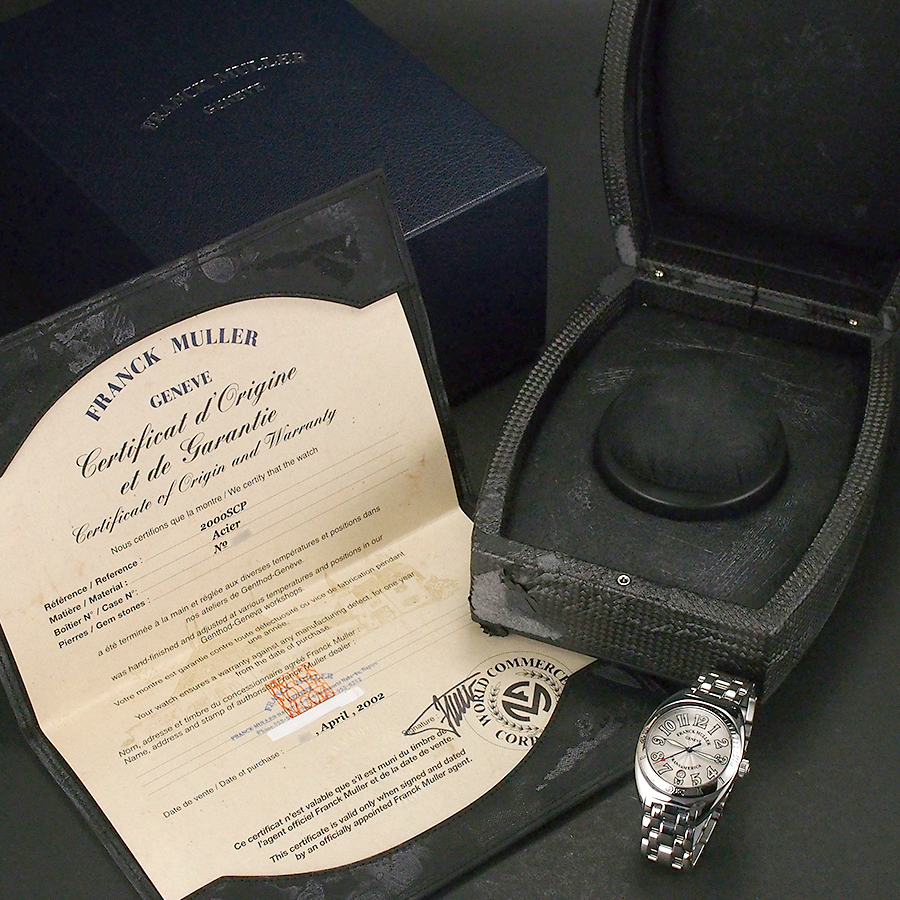 FRANCK MULLER
GENEVE
FRANCK MULLER
GENEVE
Certificat d'Origine
et de Garantie
Certificate of Origin and Warranty
Nous certifions que la montre / We certify that the watch
Référence / Reference : 2000SCP
Matière / Material : Acier
Boîtier N° / Case N° : Nº
Pierres / Gem stones :
a été terminée à la main et réglée aux diverses températures et positions dans
nos ateliers de Genthod-Genève.
was hand-finished and adjusted at various temperatures and positions in our
Genthod-Geneva workshops.
Votre montre est garantie contre toute défectuosité ou vice de fabrication pendant
une année.
Your watch ensures a warranty against any manufacturing defect, for one year
from the date of purchase.
Nom, adresse et timbre du concessionnaire agréé Franck Muller :
Name, address and stamp of authorised Franck Muller dealer :
FRANCK MULLER
Date de vente / Date of purchase : , April , 2002
Signature :
WORLD COMMERCE
CORP
Ce certificat n'est valable que s'il est muni du timbre de
l'agent officiel Franck Muller et de la date de vente.
This certificate is valid only when signed and dated
by an officially appointed Franck Muller agent.
FRANCK MULLER
GENEVE